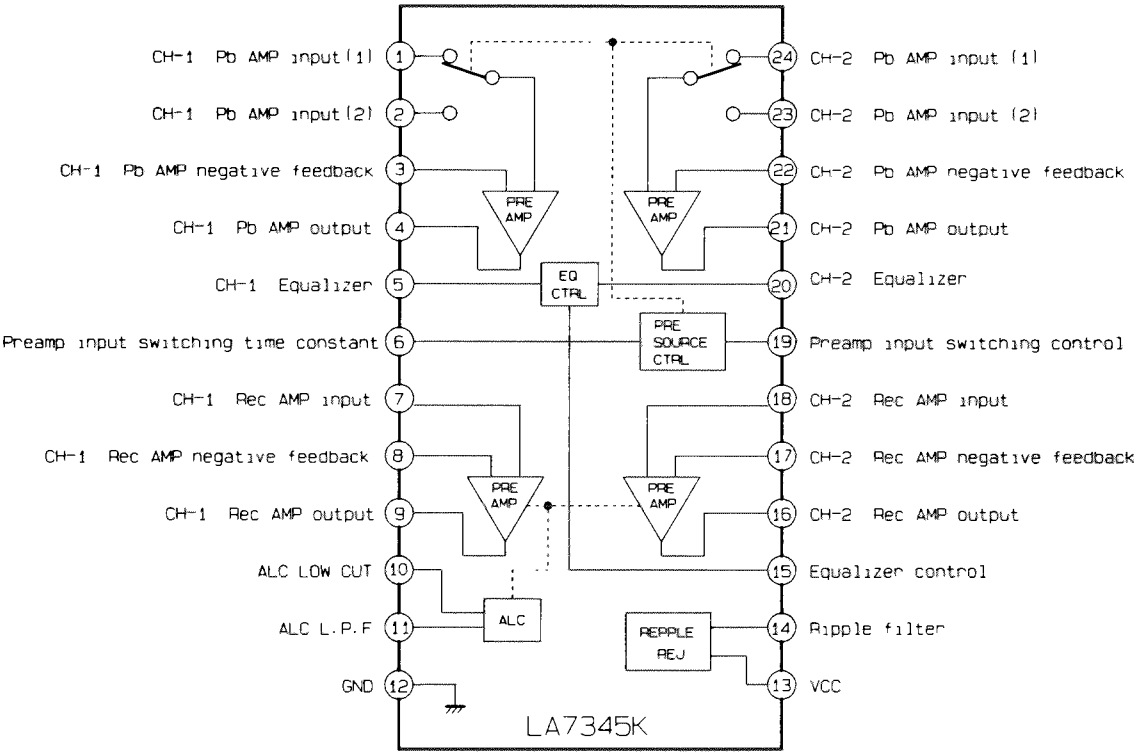 CH-1 Pb AMP input(1) 1
CH-1 Pb AMP input(2) 2
CH-1 Pb AMP negative feedback 3
CH-1 Pb AMP output 4
CH-1 Equalizer 5
Preamp input switching time constant 6
CH-1 Rec AMP input 7
CH-1 Rec AMP negative feedback 8
CH-1 Rec AMP output 9
ALC LOW CUT 10
ALC L.P.F 11
GND 12
PRE
AMP
PRE
AMP
EQ
CTRL
PRE
SOURCE
CTRL
PRE
AMP
PRE
AMP
ALC
REPPLE
REJ
LA7345K
24 CH-2 Pb AMP input (1)
23 CH-2 Pb AMP input (2)
22 CH-2 Pb AMP negative feedback
21 CH-2 Pb AMP output
20 CH-2 Equalizer
19 Preamp input switching control
18 CH-2 Rec AMP input
17 CH-2 Rec AMP negative feedback
16 CH-2 Rec AMP output
15 Equalizer control
14 Ripple filter
13 VCC